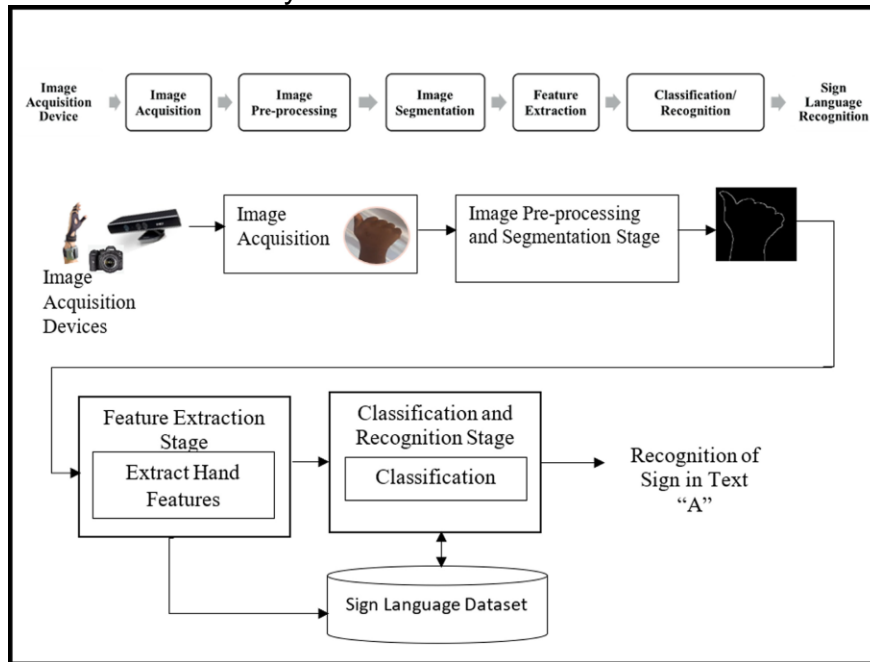 Image
Acquisition
Device
Image
Acquisition
Image
Pre-processing
Image
Segmentation
Feature
Extraction
Classification/
Recognition
Sign
Language
Recognition
Image
Acquisition
Devices
Image
Acquisition
Image Pre-processing
and Segmentation Stage
Feature Extraction
Stage
Extract Hand
Features
Classification and
Recognition Stage
Classification
Recognition of
Sign in Text
“A”
Sign Language Dataset